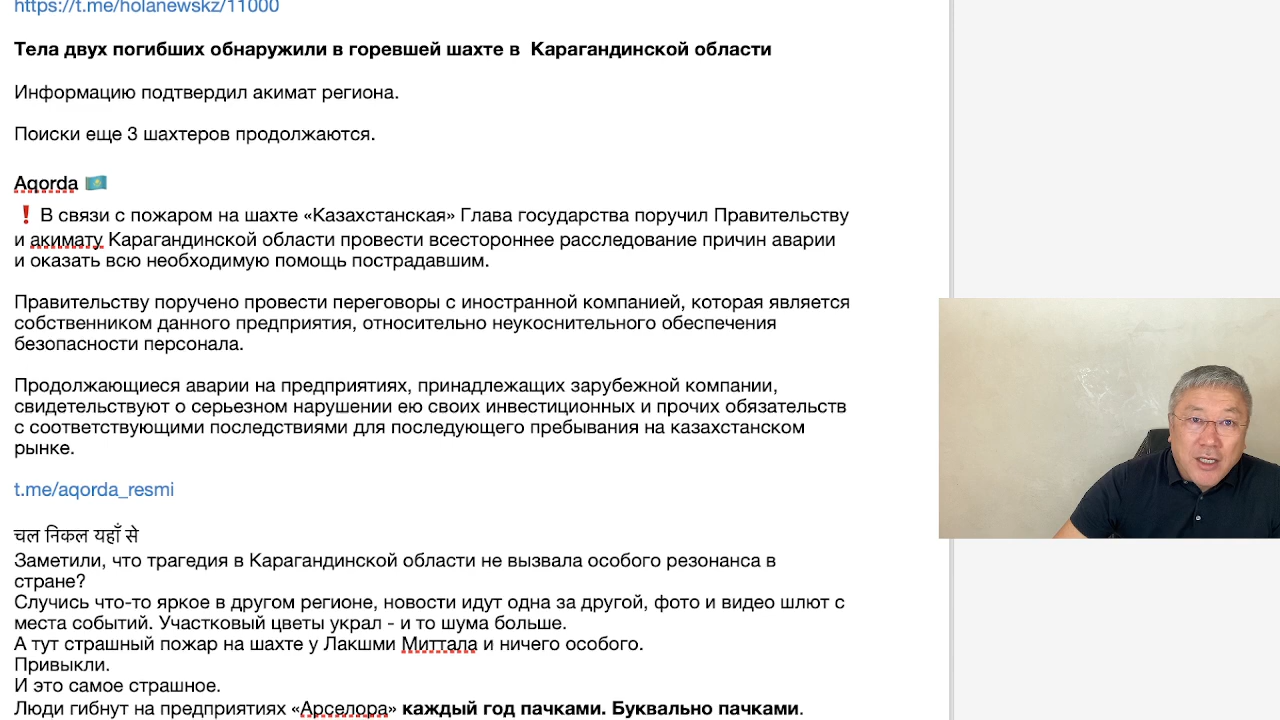 https://t.me/holanewskz/11000
Тела двух погибших обнаружили в горевшей шахте в Карагандинской области
Информацию подтвердил акимат региона.
Поиски еще 3 шахтеров продолжаются.
Aqorda 🇰🇿
❗ В связи с пожаром на шахте «Казахстанская» Глава государства поручил Правительству
и акимату Карагандинской области провести всестороннее расследование причин аварии
и оказать всю необходимую помощь пострадавшим.
Правительству поручено провести переговоры с иностранной компанией, которая является
собственником данного предприятия, относительно неукоснительного обеспечения
безопасности персонала.
Продолжающиеся аварии на предприятиях, принадлежащих зарубежной компании,
свидетельствуют о серьезном нарушении ею своих инвестиционных и прочих обязательств
с соответствующими последствиями для последующего пребывания на казахстанском
рынке.
t.me/aqorda_resmi
चल निकल यहाँ से
Заметили, что трагедия в Карагандинской области не вызвала особого резонанса в
стране?
Случись что-то яркое в другом регионе, новости идут одна за другой, фото и видео шлют с
места событий. Участковый цветы украл - и то шума больше.
А тут страшный пожар на шахте у Лакшми Миттала и ничего особого.
Привыкли.
И это самое страшное.
Люди гибнут на предприятиях «Арселора» каждый год пачками. Буквально пачками.